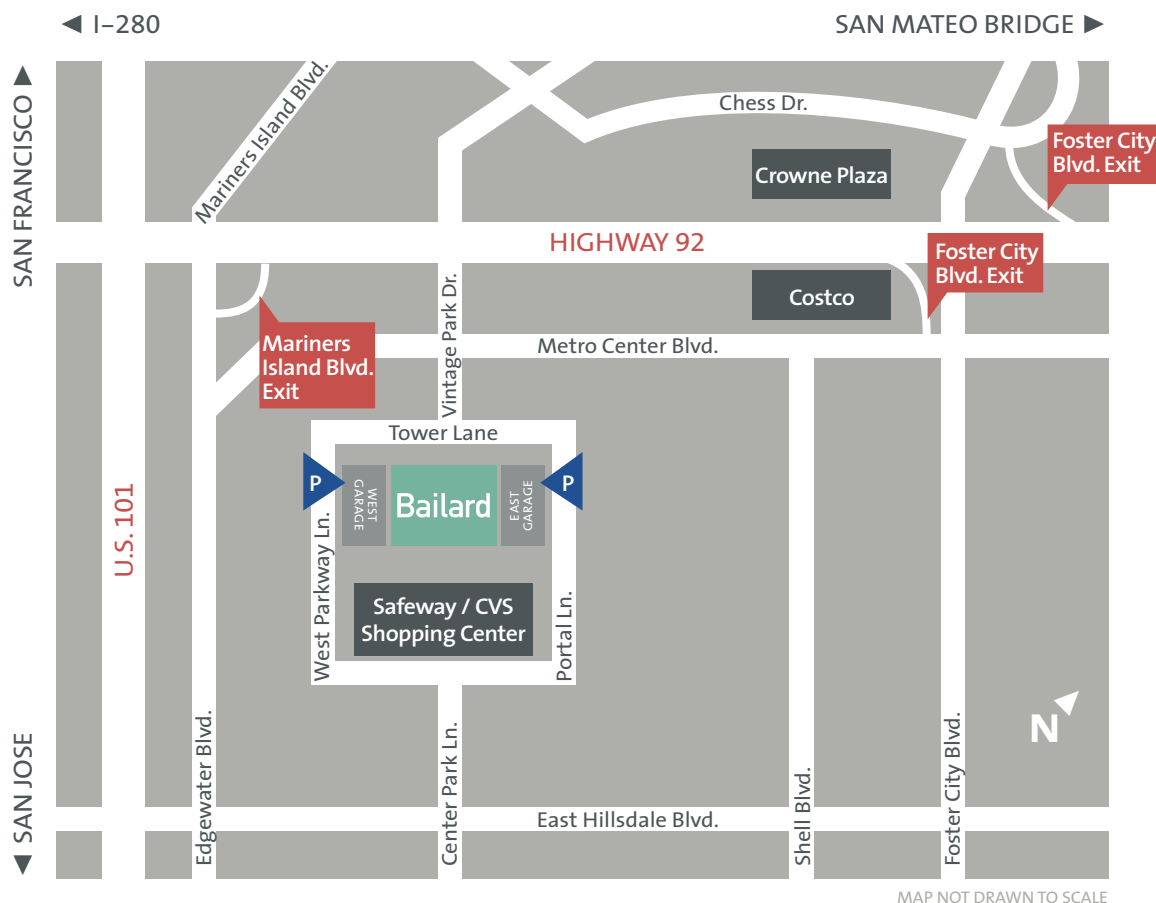 ◀ I–280
SAN MATEO BRIDGE ▶
SAN FRANCISCO ▶
Mariners Island Blvd.
Chess Dr.
Foster City
Blvd. Exit
Crowne Plaza
HIGHWAY 92
Foster City
Blvd. Exit
Costco
Vintage Park Dr.
Mariners
Island Blvd.
Exit
Metro Center Blvd.
Tower Lane
P
WEST
GARAGE
Bailard
EAST
GARAGE
P
U.S. 101
West Parkway Ln.
Safeway / CVS
Shopping Center
Portal Ln.
N
◀ SAN JOSE
Edgewater Blvd.
Center Park Ln.
East Hillsdale Blvd.
Shell Blvd.
Foster City Blvd.
MAP NOT DRAWN TO SCALE